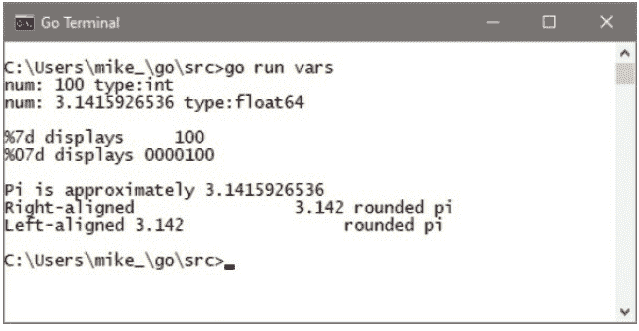 Go Terminal
C:\Users\mike_\go\src>go run vars
num: 100 type:int
num: 3.1415926536 type:float64
%7d displays     100
%07d displays 0000100
Pi is approximately 3.1415926536
Right-aligned                3.142 rounded pi
Left-aligned 3.142                rounded pi
C:\Users\mike_\go\src>